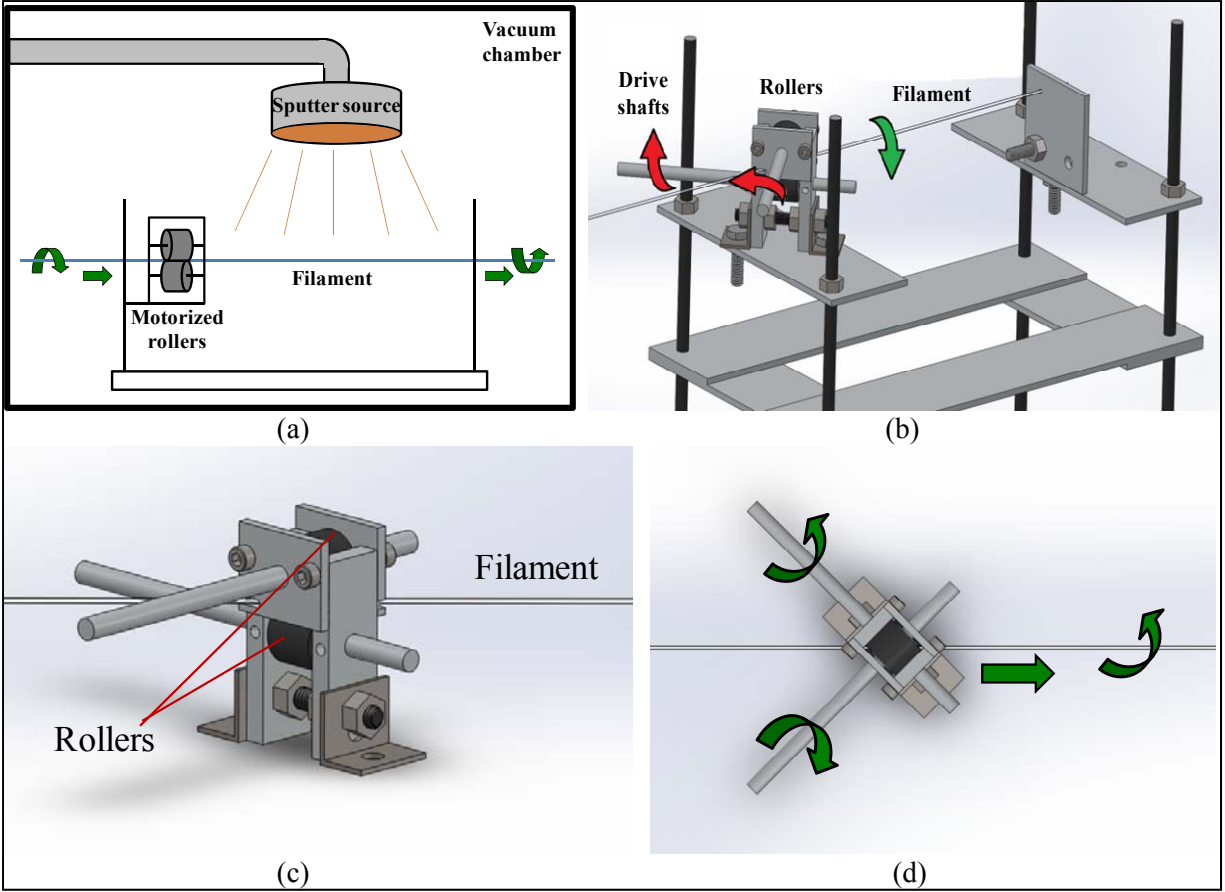 Vacuum
chamber
Sputter source
Filament
Motorized
rollers
(a)
Drive
shafts
Rollers
Filament
(b)
Filament
Rollers
(c)
(d)